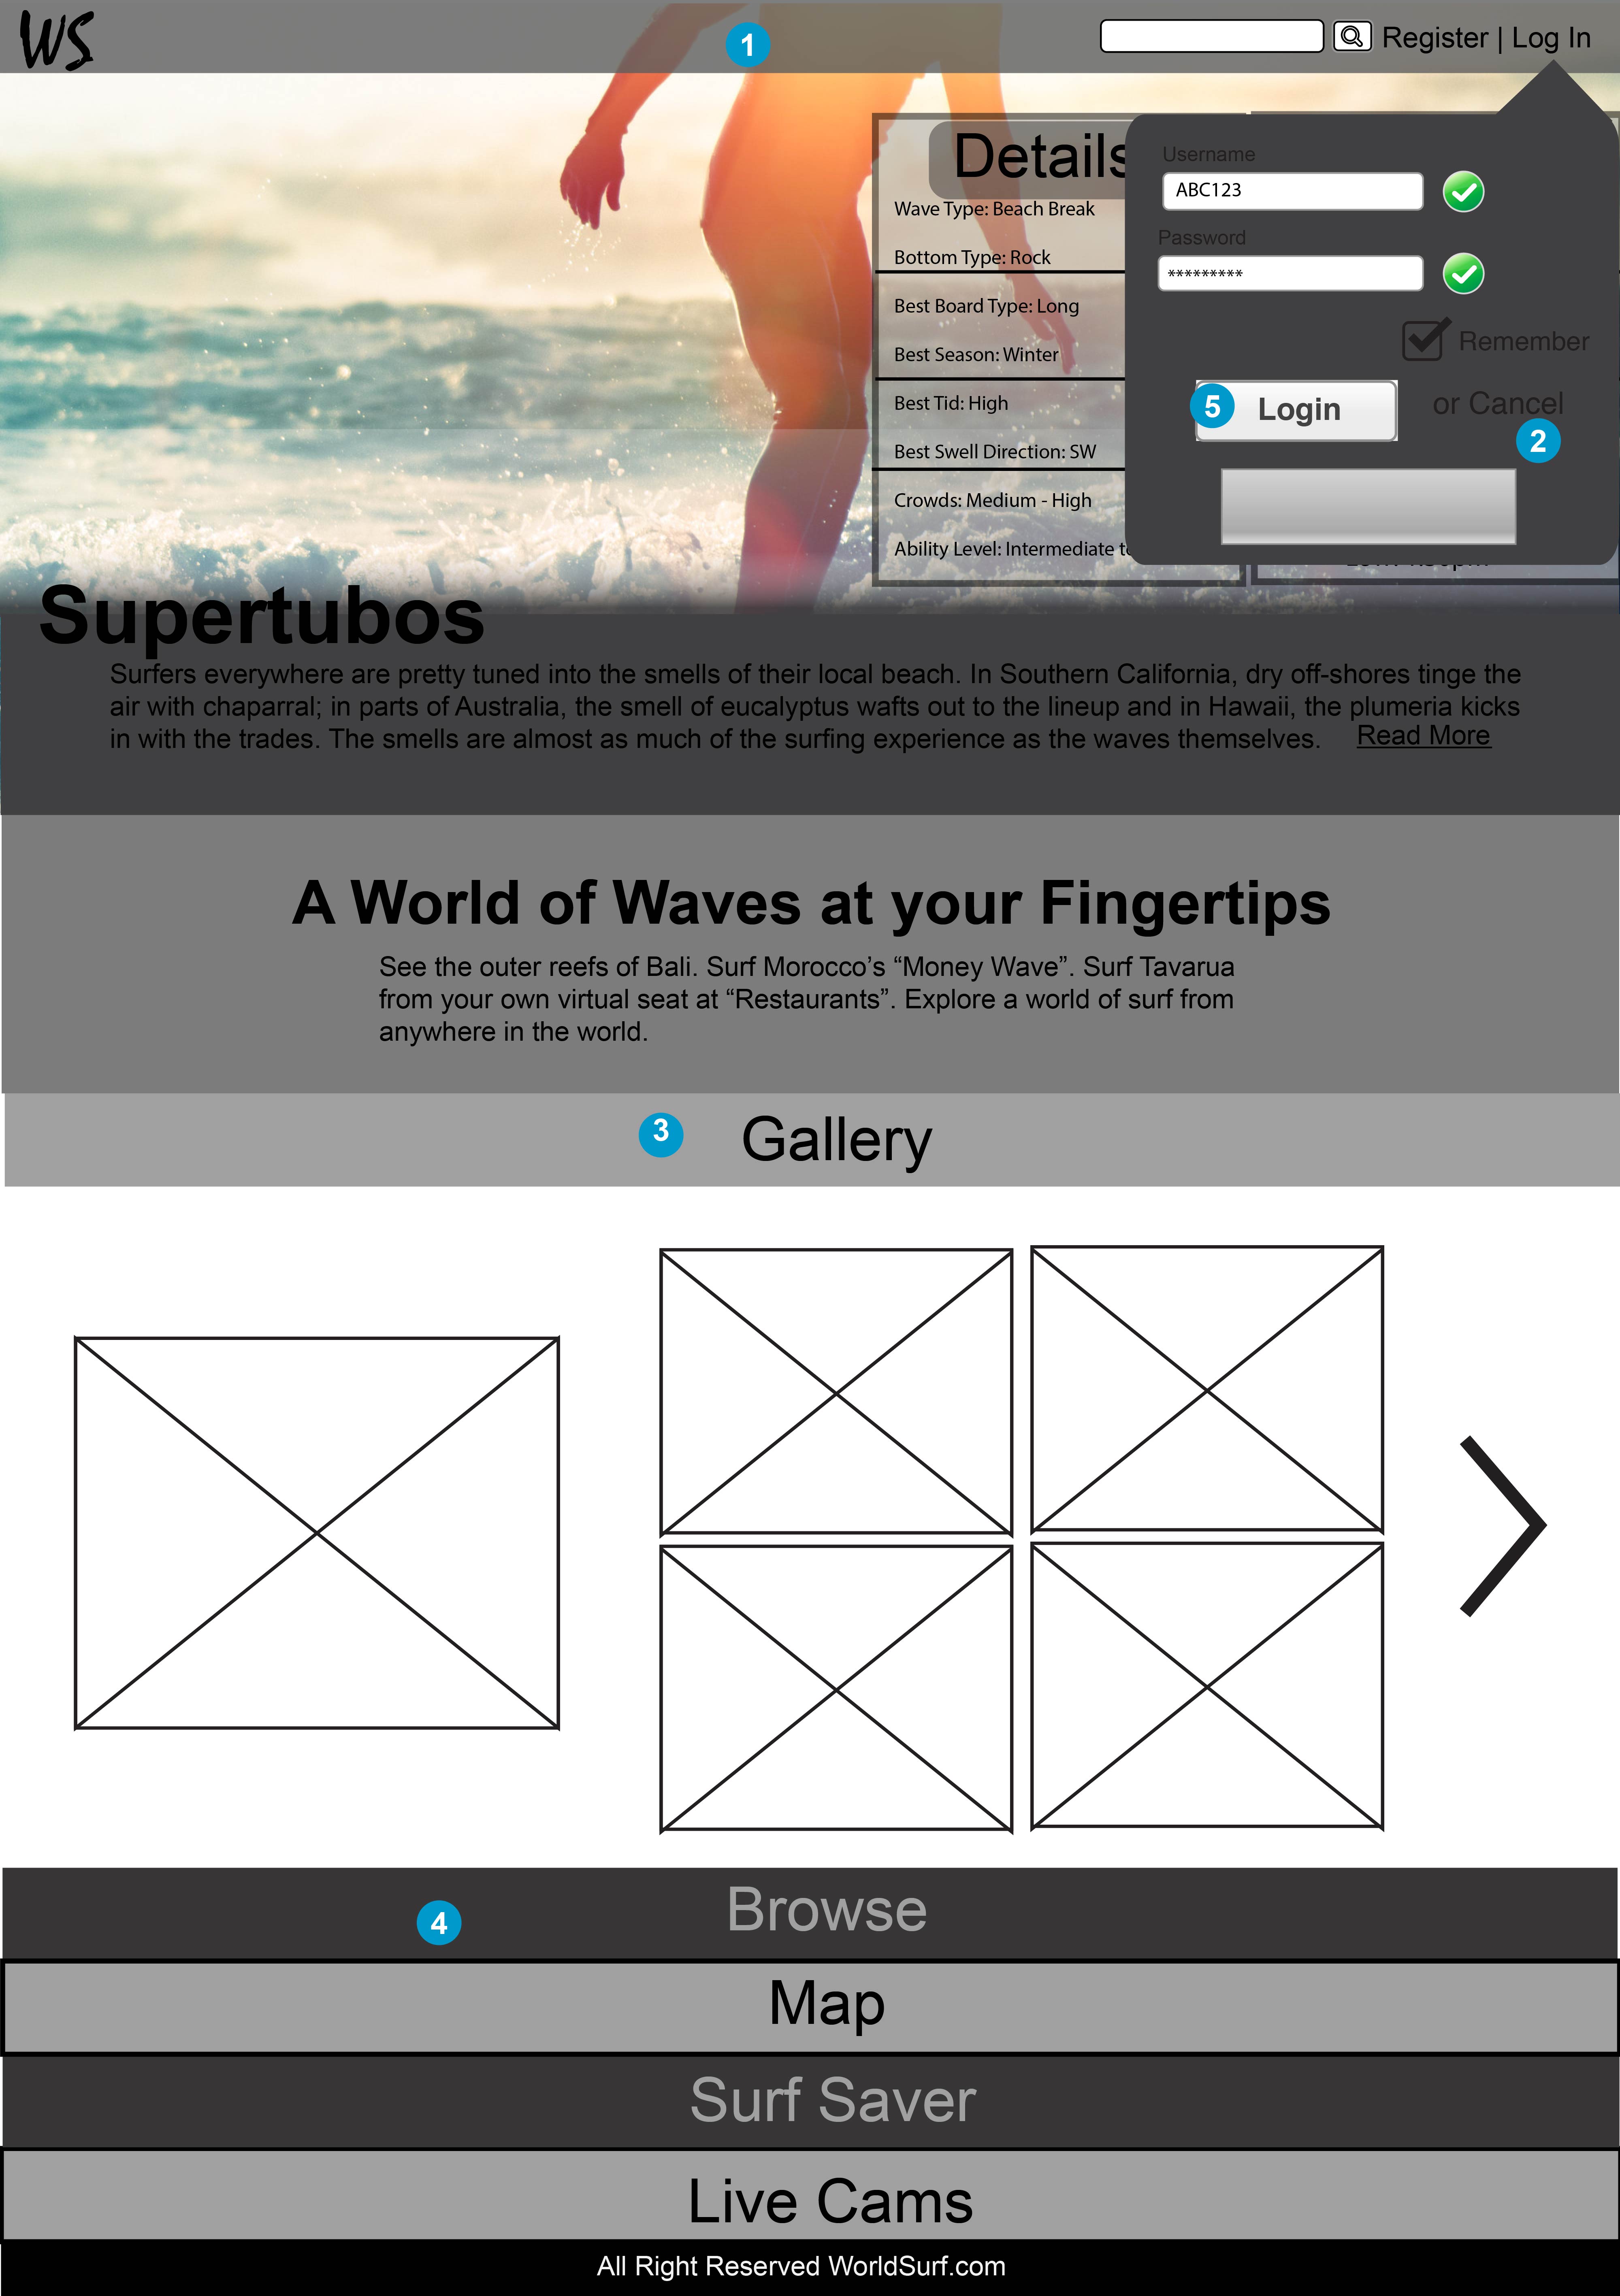 WS
1
Register | Log In
Details
Wave Type: Beach Break
Bottom Type: Rock
Best Board Type: Long
Best Season: Winter
Best Tid: High
Best Swell Direction: SW
Crowds: Medium - High
Ability Level: Intermediate
Username
ABC123
Password
*********
Remember
5
Login
or Cancel
2
Supertubos
Surfers everywhere are pretty tuned into the smells of their local beach. In Southern California, dry off-shores tinge the
air with chaparral; in parts of Australia, the smell of eucalyptus wafts out to the lineup and in Hawaii, the plumeria kicks
in with the trades. The smells are almost as much of the surfing experience as the waves themselves. Read More
A World of Waves at your Fingertips
See the outer reefs of Bali. Surf Morocco’s “Money Wave”. Surf Tavarua
from your own virtual seat at “Restaurants”. Explore a world of surf from
anywhere in the world.
3
Gallery
4
Browse
Map
Surf Saver
Live Cams
All Right Reserved WorldSurf.com